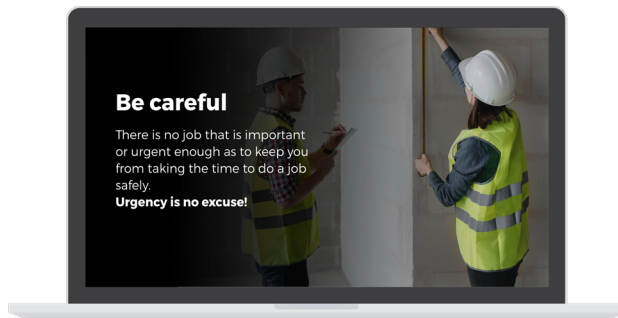 Be careful
There is no job that is important
or urgent enough as to keep you
from taking the time to do a job
safely.
Urgency is no excuse!